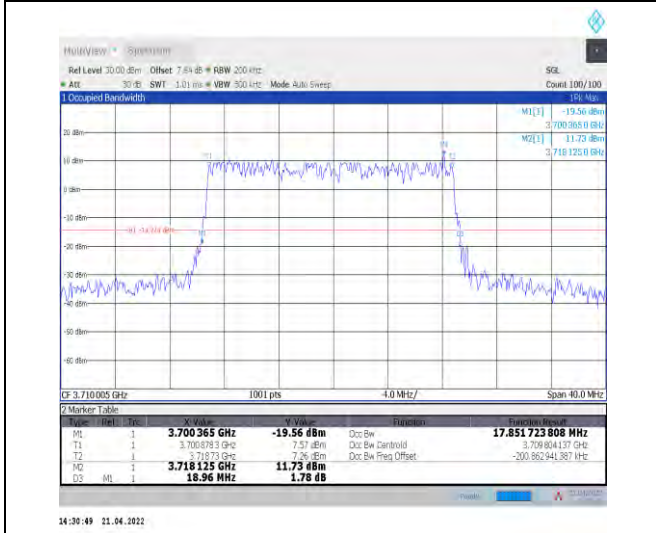 MultiView Spectrum
Ref Level 30.00 dBm Offset 7.64 dB RBW 200 kHz SGL
Att 30 dB SWT 1.01 ms VBW 500 kHz Mode Auto Sweep Count 100/100
1 Occupied Bandwidth 1Pk Max
M1[1] -19.56 dBm
3.700 365 0 GHz
M2[1] 11.73 dBm
3.718 125 0 GHz
20 dBm
10 dBm
0 dBm
-10 dBm
-20 dBm
-30 dBm
-40 dBm
-50 dBm
-60 dBm
CF 3.710 005 GHz 1001 pts 4.0 MHz/ Span 40.0 MHz
2 Marker Table
Type Ref Trc X-Value Y-Value Function Function Result
M1 1 3.700 365 GHz -19.56 dBm Occ Bw 17.851 723 808 MHz
T1 1 3.700 878 3 GHz 7.57 dBm Occ Bw Centroid 3.709 804 137 GHz
T2 1 3.718 73 GHz 7.26 dBm Occ Bw Freq Offset -200.862 941 387 kHz
M2 1 3.718 125 GHz 11.73 dBm
D3 M1 1 18.96 MHz 1.78 dB
14:30:49 21.04.2022